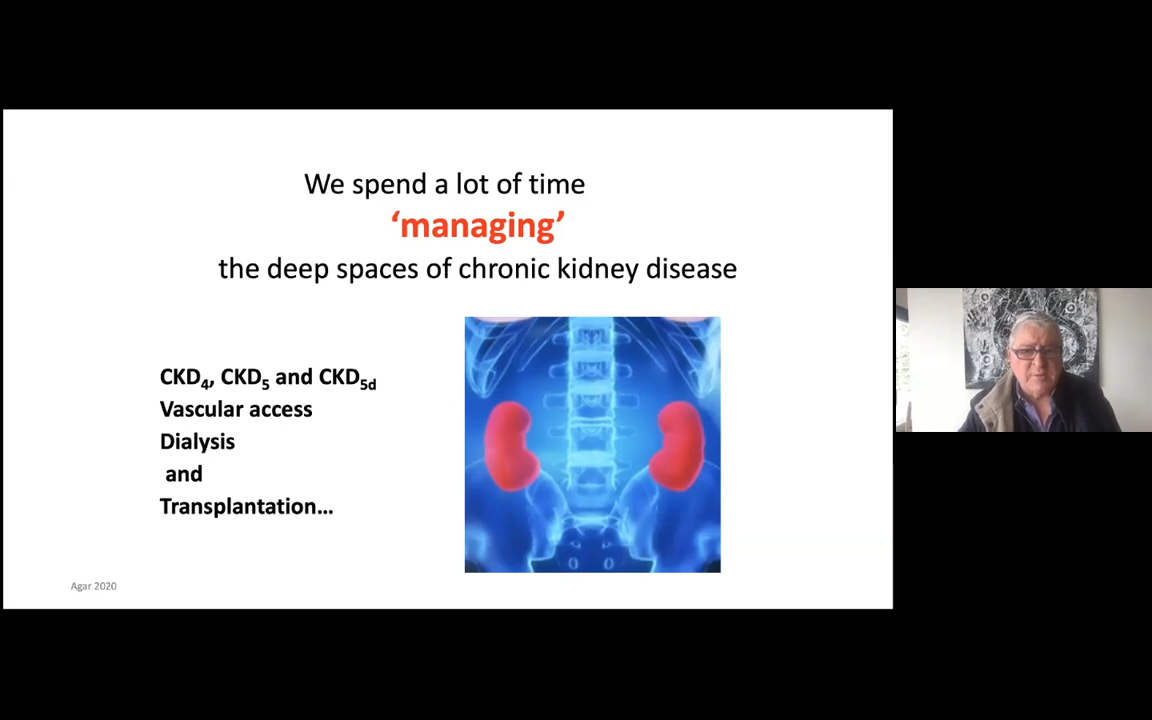 We spend a lot of time
‘managing’
the deep spaces of chronic kidney disease
CKD4, CKD5 and CKD5d
Vascular access
Dialysis
and
Transplantation…
Agar 2020